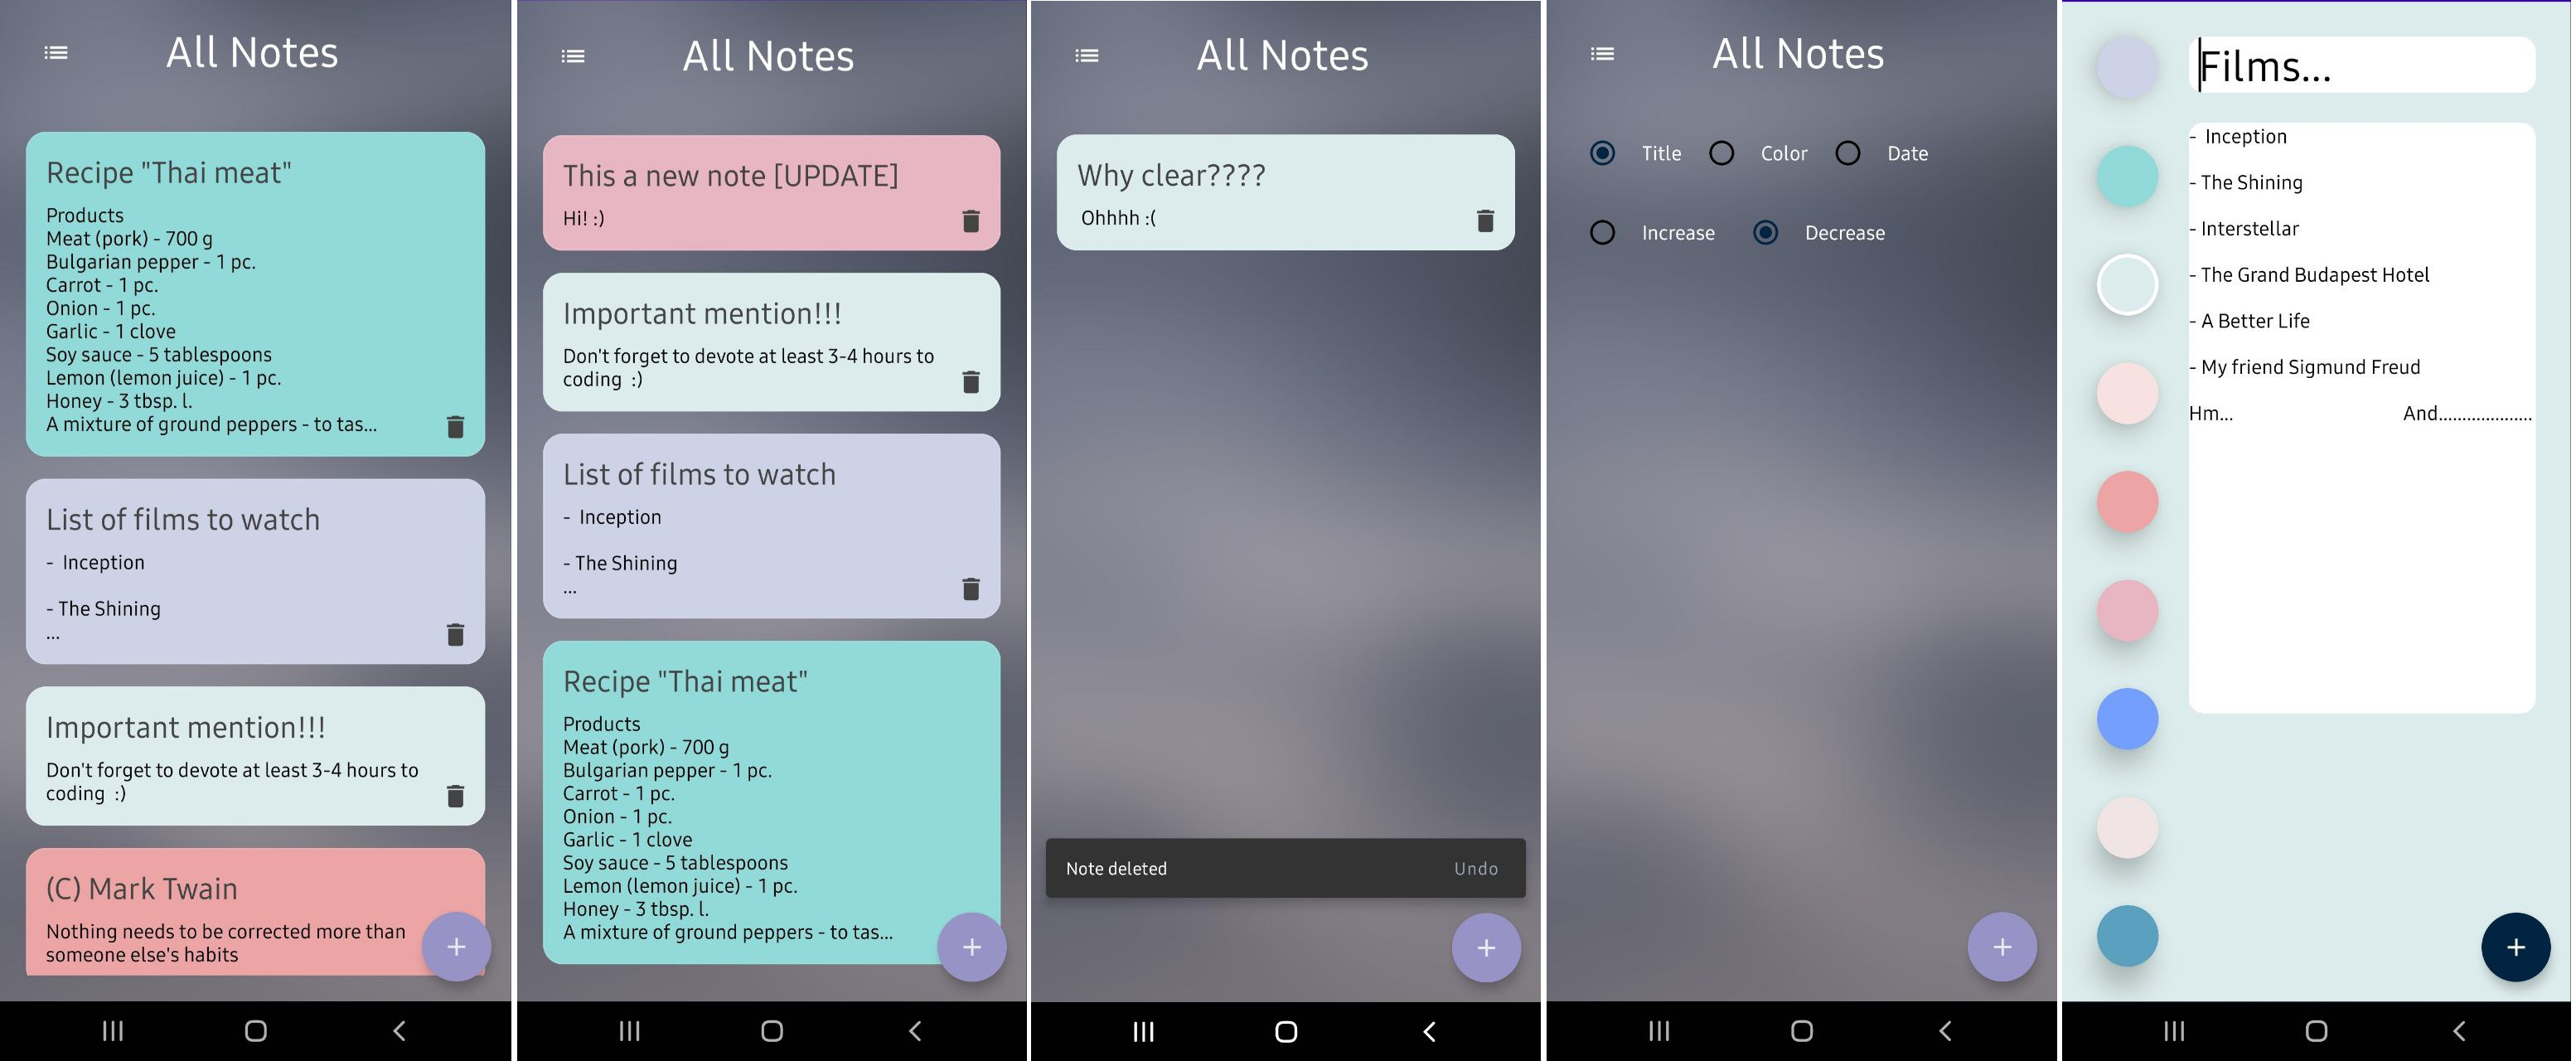 All Notes
Recipe "Thai meat"
Products
Meat (pork) - 700 g
Bulgarian pepper - 1 pc.
Carrot - 1 pc.
Onion - 1 pc.
Garlic - 1 clove
Soy sauce - 5 tablespoons
Lemon (lemon juice) - 1 pc.
Honey - 3 tbsp. l.
A mixture of ground peppers - to tas...
List of films to watch
-  Inception
- The Shining
...
Important mention!!!
Don't forget to devote at least 3-4 hours to
coding  :)
(C) Mark Twain
Nothing needs to be corrected more than
someone else's habits
All Notes
This a new note [UPDATE]
Hi! :)
Important mention!!!
Don't forget to devote at least 3-4 hours to
coding  :)
List of films to watch
-  Inception
- The Shining
...
Recipe "Thai meat"
Products
Meat (pork) - 700 g
Bulgarian pepper - 1 pc.
Carrot - 1 pc.
Onion - 1 pc.
Garlic - 1 clove
Soy sauce - 5 tablespoons
Lemon (lemon juice) - 1 pc.
Honey - 3 tbsp. l.
A mixture of ground peppers - to tas...
All Notes
Why clear????
Ohhhh :(
Note deleted Undo
All Notes
Title Color Date
Increase Decrease
Films...
-  Inception
- The Shining
- Interstellar
- The Grand Budapest Hotel
- A Better Life
- My friend Sigmund Freud
Hm... And....................